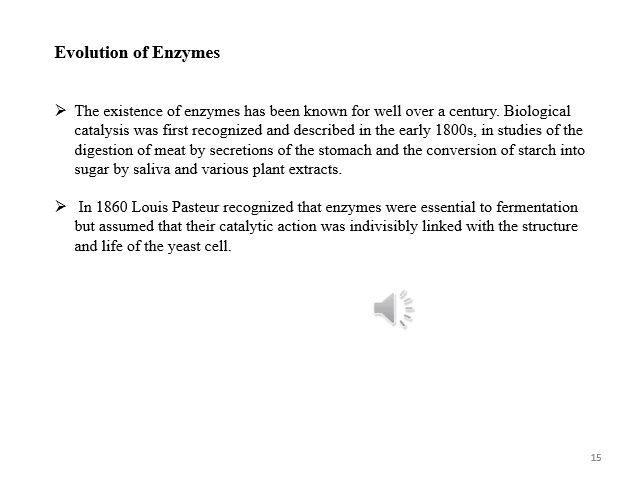 Evolution of Enzymes
➢ The existence of enzymes has been known for well over a century. Biological
catalysis was first recognized and described in the early 1800s, in studies of the
digestion of meat by secretions of the stomach and the conversion of starch into
sugar by saliva and various plant extracts.
➢ In 1860 Louis Pasteur recognized that enzymes were essential to fermentation
but assumed that their catalytic action was indivisibly linked with the structure
and life of the yeast cell.
15